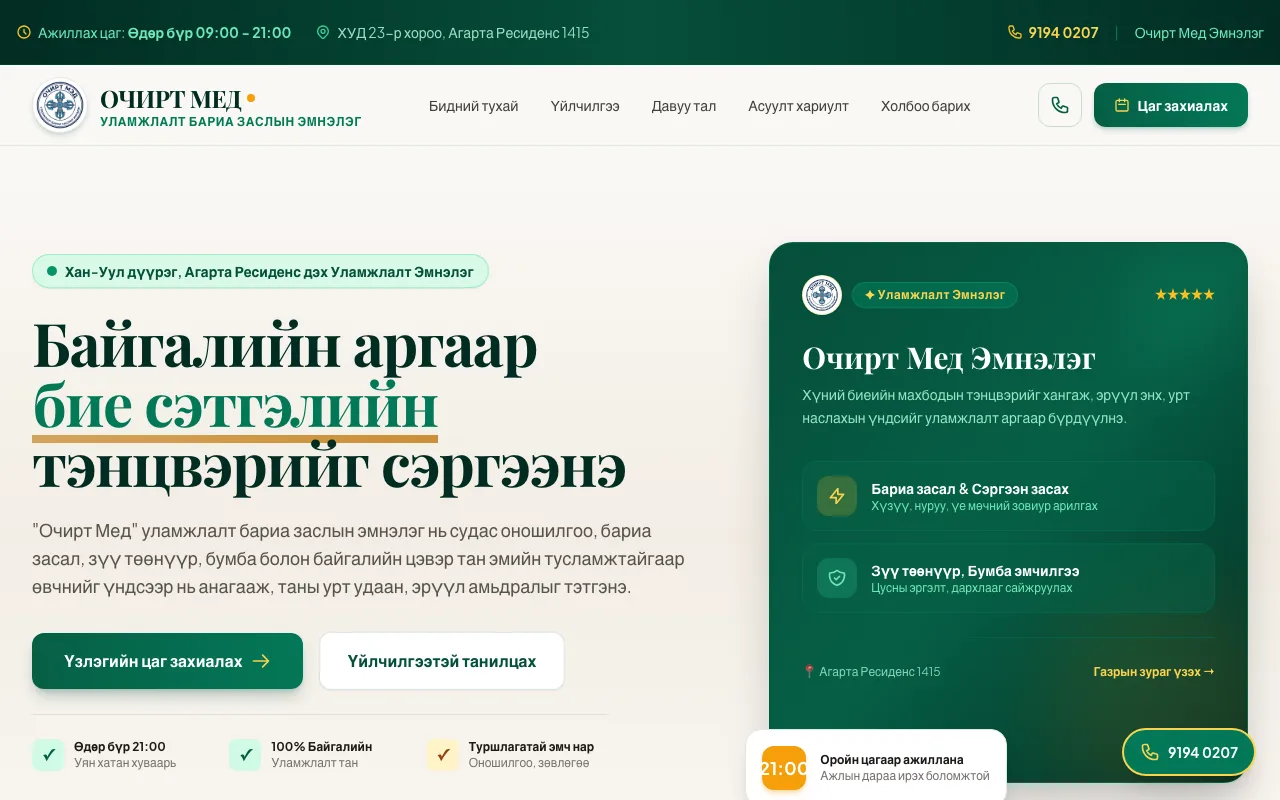 Ажиллах цаг: Өдөр бүр 09:00 - 21:00
ХУД 23-р хороо, Агарта Ресиденс 1415
9194 0207
Очирт Мед Эмнэлэг
ОЧИРТ МЕД
УЛАМЖЛАЛТ БАРИА ЗАСЛЫН ЭМНЭЛЭГ
Бидний тухай
Үйлчилгээ
Давуу тал
Асуулт хариулт
Холбоо барих
Цаг захиалах
Хан-Уул дүүрэг, Агарта Ресиденс дэх Уламжлалт Эмнэлэг
Байгалийн аргаар
бие сэтгэлийн
тэнцвэрийг сэргээнэ
"Очирт Мед" уламжлалт бариа заслын эмнэлэг нь судас оношилгоо, бариа
засал, зүү төөнүүр, бумба болон байгалийн цэвэр тан эмийн тусламжтайгаар
өвчнийг үндсээр нь анагааж, таны урт удаан, эрүүл амьдралыг тэтгэнэ.
Үзлэгийн цаг захиалах →
Үйлчилгээтэй танилцах
✓ Өдөр бүр 21:00
Уян хатан хуваарь
✓ 100% Байгалийн
Уламжлалт тан
✓ Туршлагатай эмч нар
Оношилгоо, зөвлөгөө
✦ Уламжлалт Эмнэлэг
★★★★★
Очирт Мед Эмнэлэг
Хүний биеийн махбодын тэнцвэрийг хангаж, эрүүл энх, урт
наслахын үндсийг уламжлалт аргаар бүрдүүлнэ.
Бариа засал & Сэргээн засах
Хүзүү, нуруу, үе мөчний зовиур арилгах
Зүү төөнүүр, Бумба эмчилгээ
Цусны эргэлт, дархлааг сайжруулах
📍 Агарта Ресиденс 1415
Газрын зураг үзэх →
21:00
Оройн цагаар ажиллана
Ажлын дараа ирэх боломжтой
9194 0207